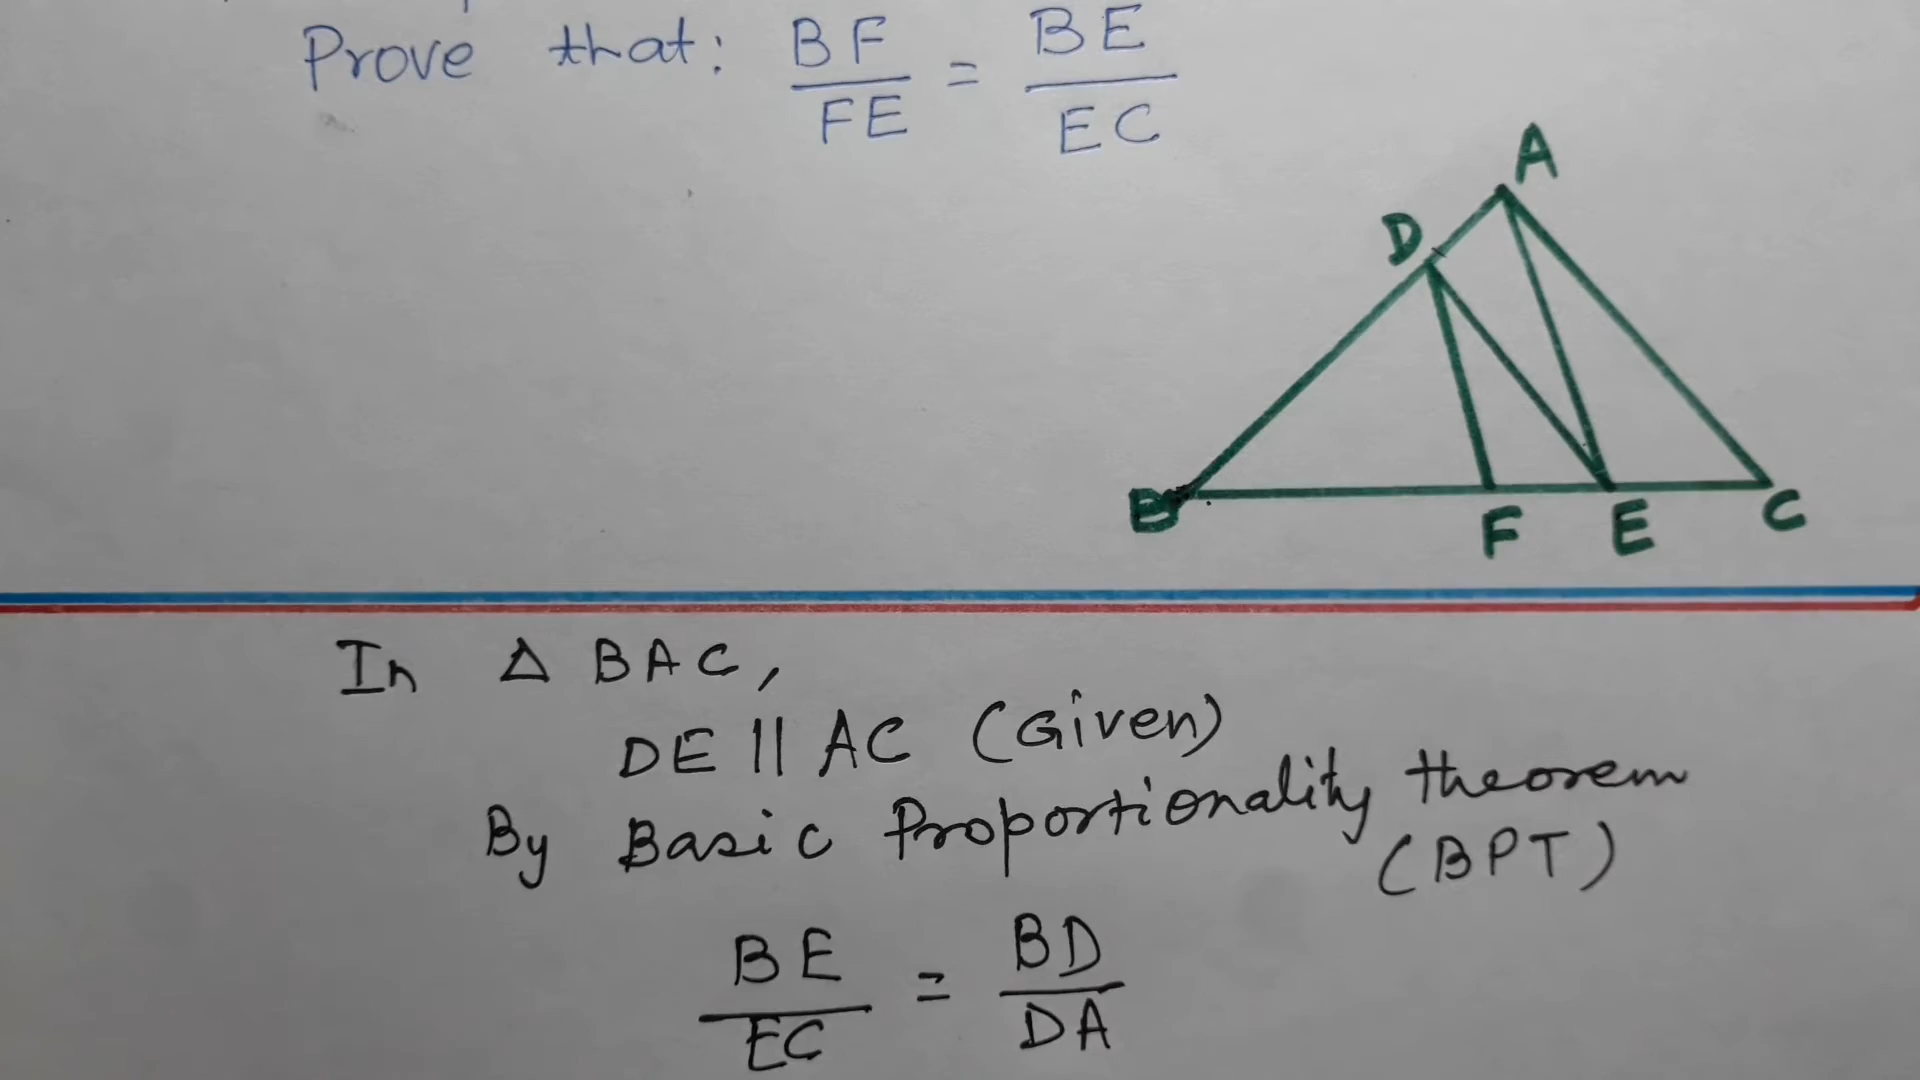 Prove that: BF/FE = BE/EC
A
D
B F E C
In △ BAC,
DE || AC (Given)
By Basic Proportionality theorem
(BPT)
BE/EC = BD/DA